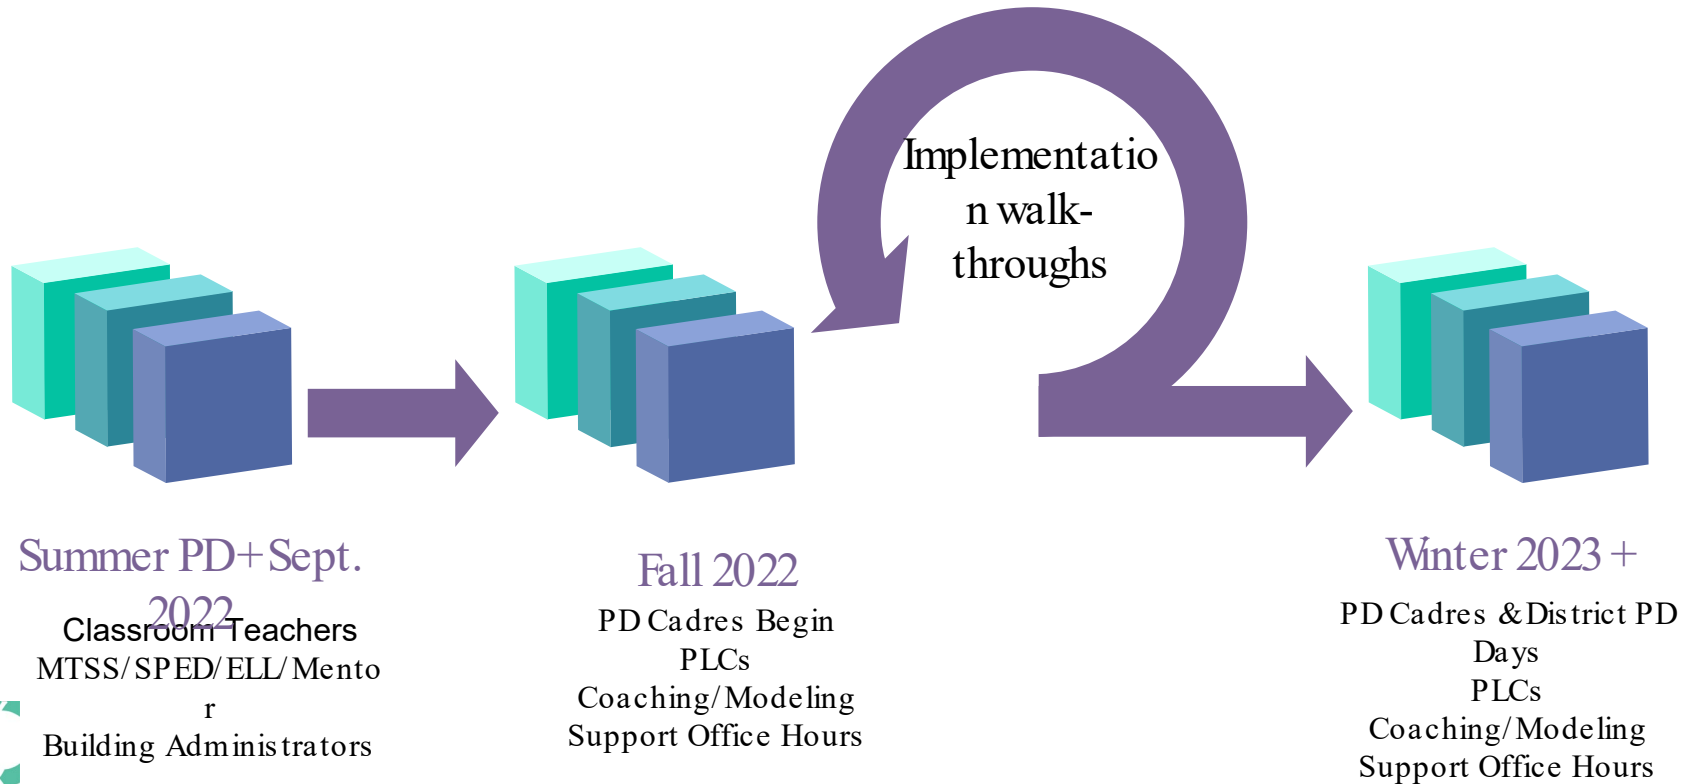 Implementatio
n walk-
throughs
Summer PD+Sept.
2022
Classroom Teachers
MTSS/SPED/ELL/Mento
r
Building Administrators
Fall 2022
PD Cadres Begin
PLCs
Coaching/Modeling
Support Office Hours
Winter 2023 +
PD Cadres & District PD
Days
PLCs
Coaching/Modeling
Support Office Hours